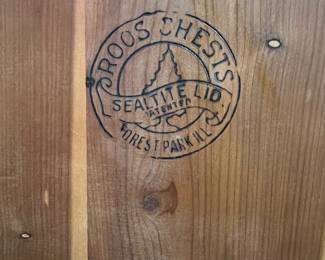 ROOS CHESTS
SEALTITE LID.
PATENTED
FOREST PARK ILL.